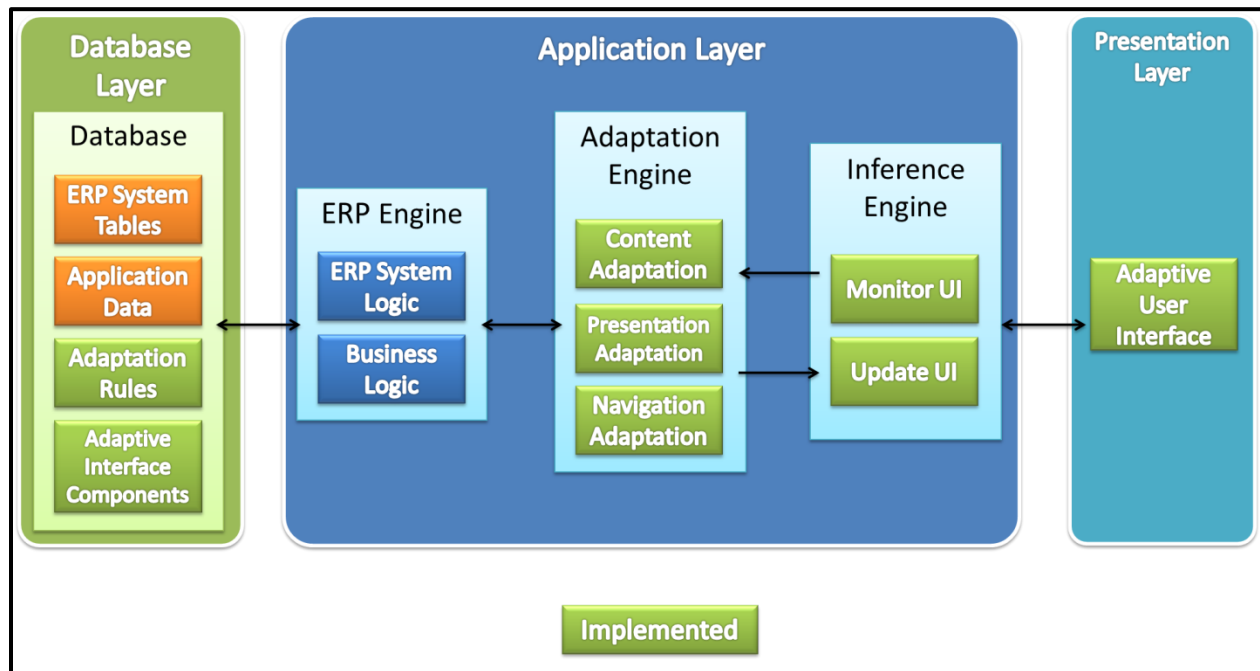 Database
Layer
Database
ERP System
Tables
Application
Data
Adaptation
Rules
Adaptive
Interface
Components
Application Layer
ERP Engine
ERP System
Logic
Business
Logic
Adaptation
Engine
Content
Adaptation
Presentation
Adaptation
Navigation
Adaptation
Inference
Engine
Monitor UI
Update UI
Presentation
Layer
Adaptive
User
Interface
Implemented